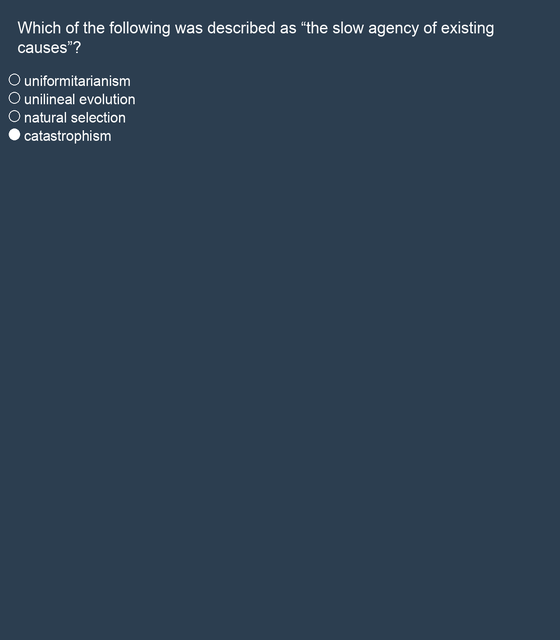 Which of the following was described as “the slow agency of existing
causes”?
uniformitarianism
unilineal evolution
natural selection
catastrophism